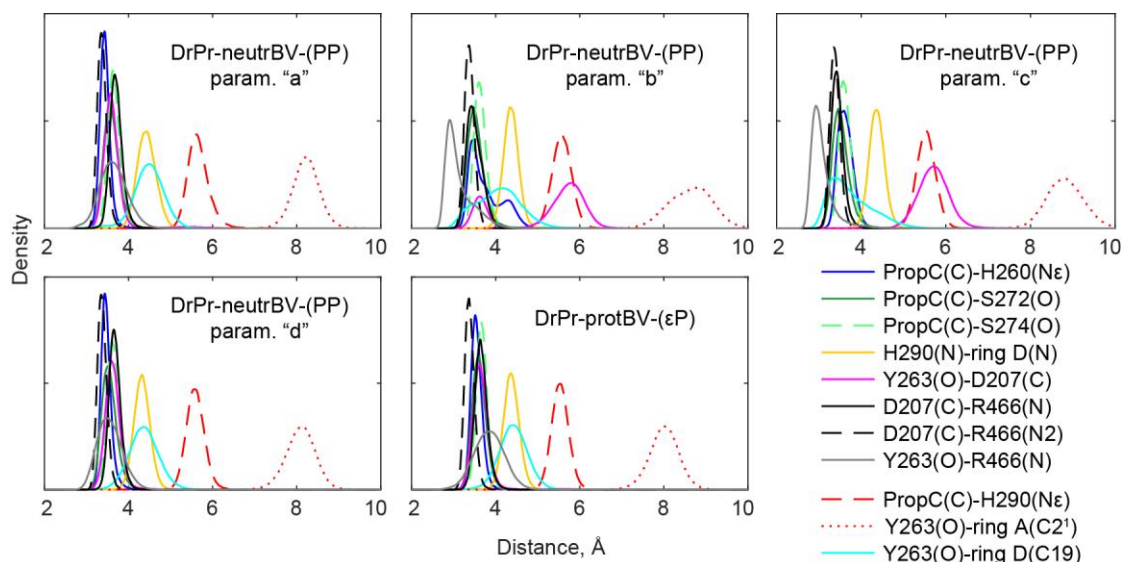 DrPr-neutrBV-(PP)
param. “a”
DrPr-neutrBV-(PP)
param. “b”
DrPr-neutrBV-(PP)
param. “c”
2 4 6 8 10
2 4 6 8 10
2 4 6 8 10
Density
DrPr-neutrBV-(PP)
param. “d”
DrPr-protBV-(εP)
2 4 6 8 10
2 4 6 8 10
Distance, Å
PropC(C)-H260(Nε)
PropC(C)-S272(O)
PropC(C)-S274(O)
H290(N)-ring D(N)
Y263(O)-D207(C)
D207(C)-R466(N)
D207(C)-R466(N2)
Y263(O)-R466(N)
PropC(C)-H290(Nε)
Y263(O)-ring A(C2¹)
Y263(O)-ring D(C19)